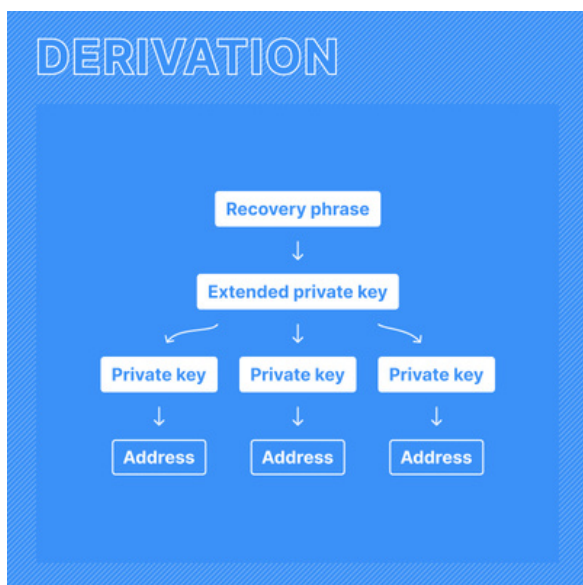 DERIVATION
Recovery phrase
Extended private key
Private key Private key Private key
Address Address Address